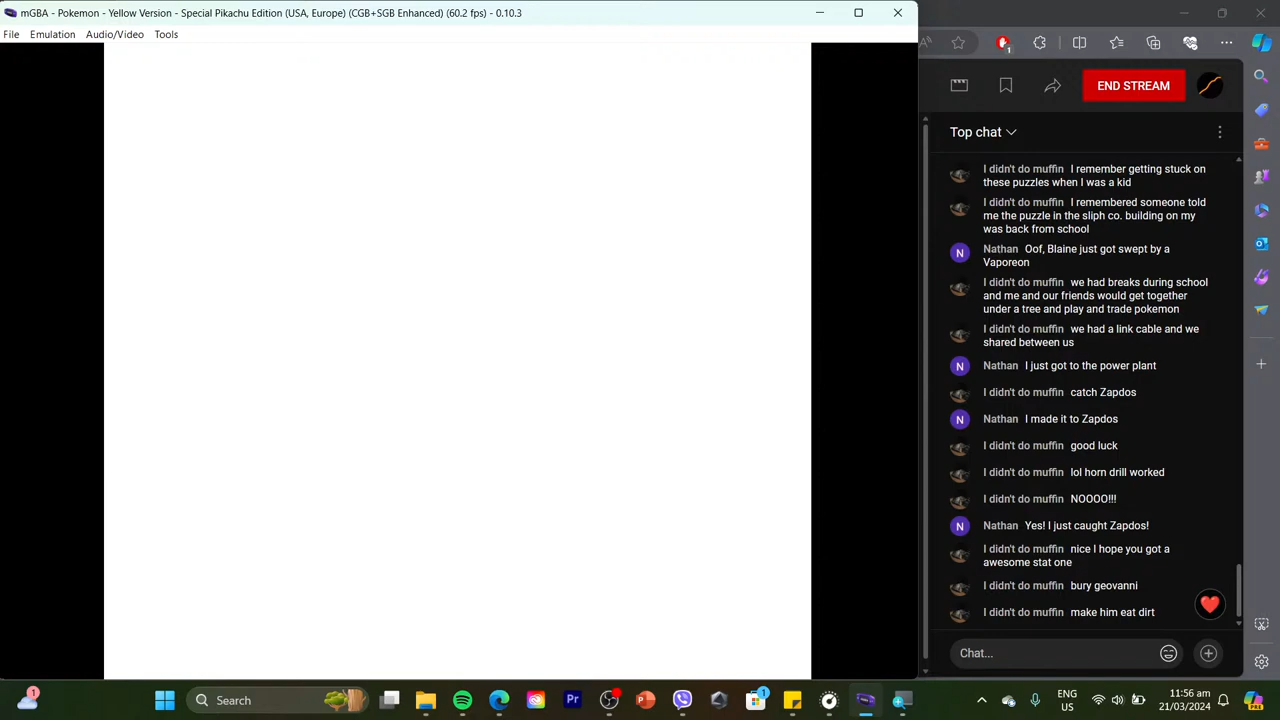 mGBA - Pokemon - Yellow Version - Special Pikachu Edition (USA, Europe) (CGB+SGB Enhanced) (60.2 fps) - 0.10.3
File Emulation Audio/Video Tools
1
END STREAM
Top chat
I didn't do muffin I remember getting stuck on
these puzzles when I was a kid
I didn't do muffin I remembered someone told
me the puzzle in the sliph co. building on my
was back from school
N Nathan Oof, Blaine just got swept by a
Vaporeon
I didn't do muffin we had breaks during school
and me and our friends would get together
under a tree and play and trade pokemon
I didn't do muffin we had a link cable and we
shared between us
N Nathan I just got to the power plant
I didn't do muffin catch Zapdos
N Nathan I made it to Zapdos
I didn't do muffin good luck
I didn't do muffin lol horn drill worked
I didn't do muffin NOOOO!!!
N Nathan Yes! I just caught Zapdos!
I didn't do muffin nice I hope you got a
awesome stat one
I didn't do muffin bury geovanni
I didn't do muffin make him eat dirt
Chat...
1
Search
Pr
1
ENG
US
11:56 am
21/03/2024